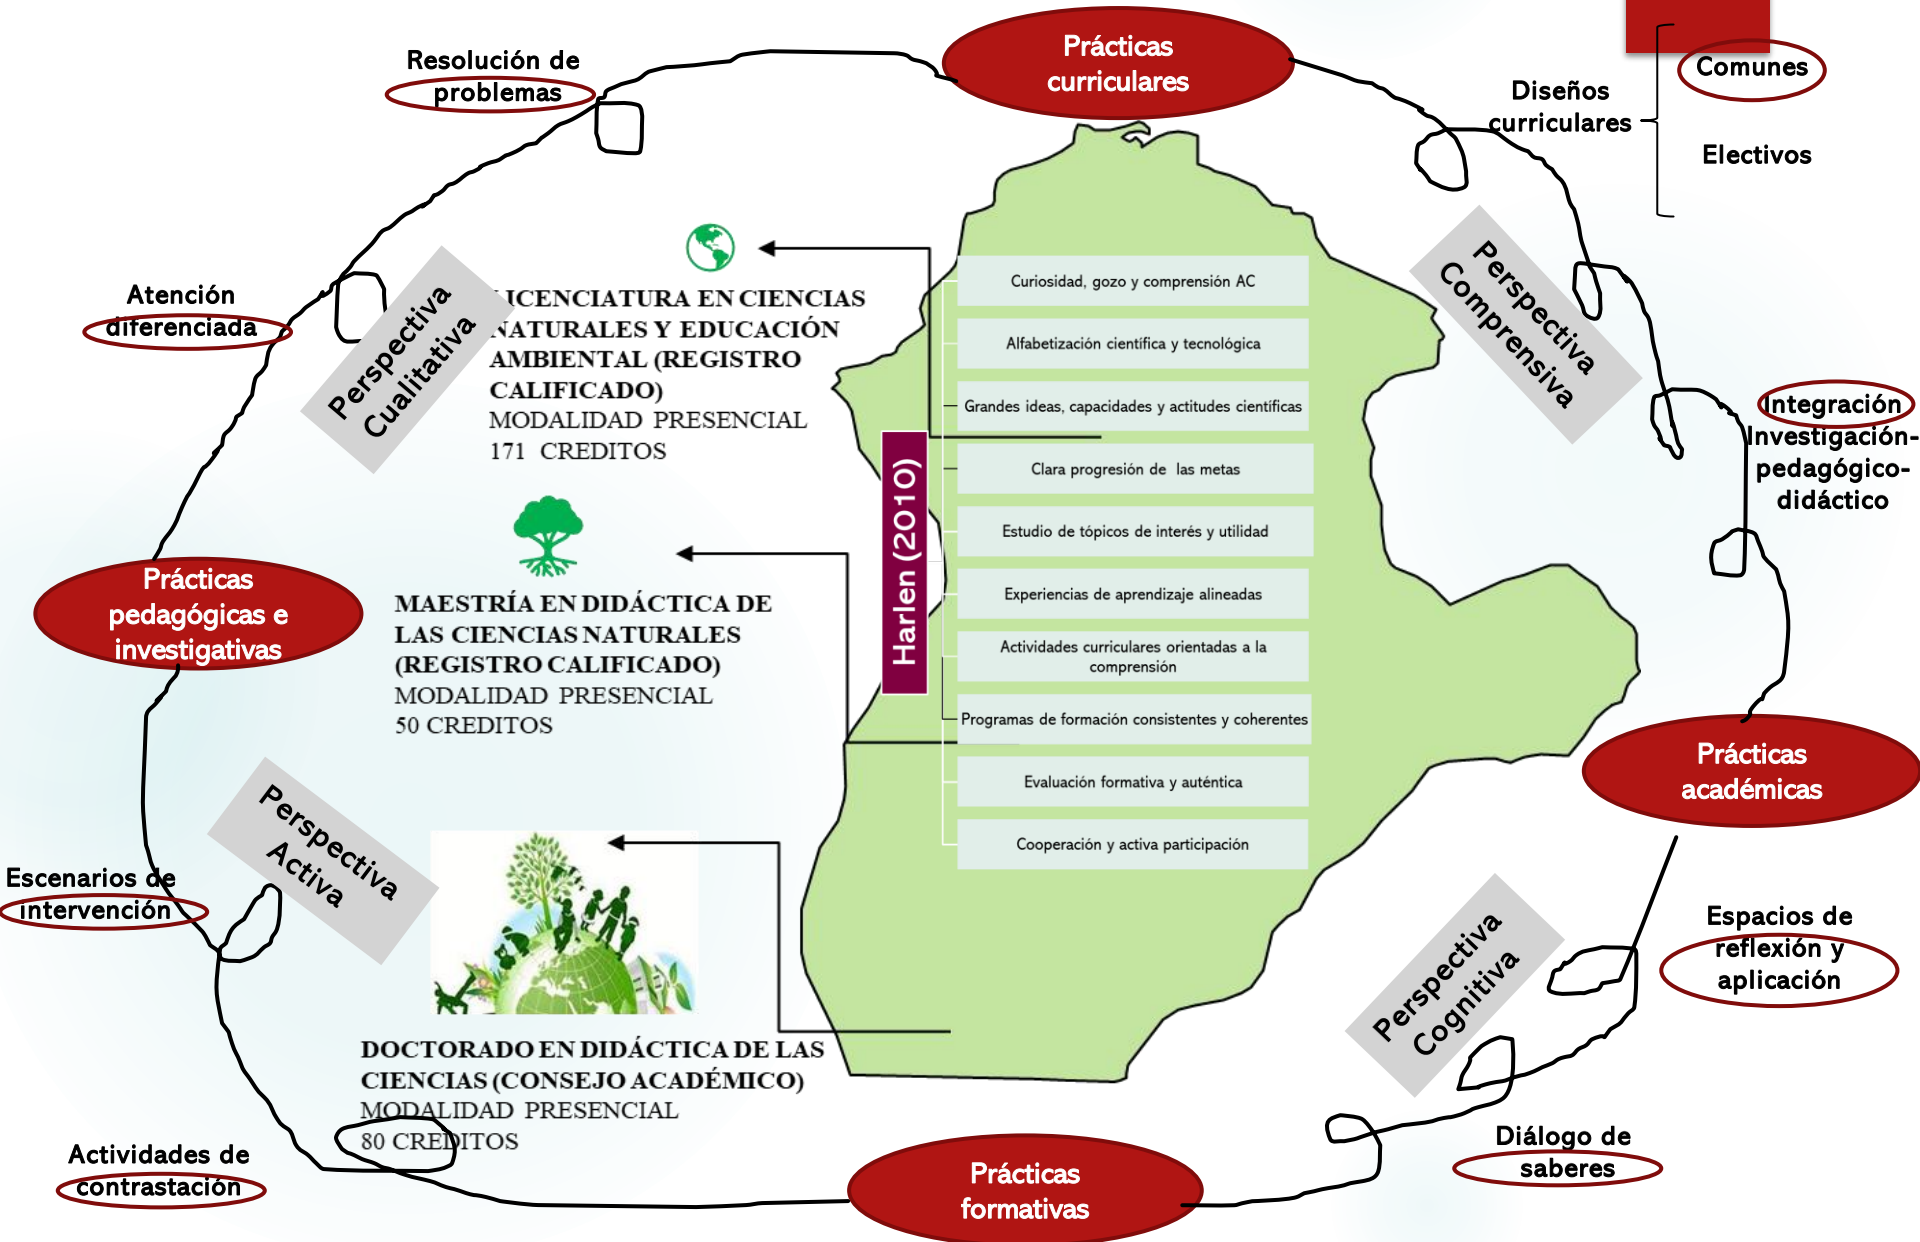 Prácticas
curriculares
Resolución de
problemas
Diseños
curriculares
Comunes
Electivos
Atención
diferenciada
Perspectiva
Cualitativa
LICENCIATURA EN CIENCIAS
NATURALES Y EDUCACIÓN
AMBIENTAL (REGISTRO
CALIFICADO)
MODALIDAD PRESENCIAL
171 CREDITOS
Perspectiva
Comprensiva
Integración
Investigación-
pedagógico-
didáctico
Harlen (2010)
Curiosidad, gozo y comprensión AC
Alfabetización científica y tecnológica
Grandes ideas, capacidades y actitudes científicas
Clara progresión de las metas
Estudio de tópicos de interés y utilidad
Experiencias de aprendizaje alineadas
Actividades curriculares orientadas a la
comprensión
Programas de formación consistentes y coherentes
Evaluación formativa y auténtica
Cooperación y activa participación
Prácticas
pedagógicas e
investigativas
MAESTRÍA EN DIDÁCTICA DE
LAS CIENCIAS NATURALES
(REGISTRO CALIFICADO)
MODALIDAD PRESENCIAL
50 CREDITOS
Prácticas
académicas
Perspectiva
Activa
Escenarios de
intervención
Perspectiva
Cognitiva
Espacios de
reflexión y
aplicación
DOCTORADO EN DIDÁCTICA DE LAS
CIENCIAS (CONSEJO ACADÉMICO)
MODALIDAD PRESENCIAL
80 CREDITOS
Actividades de
contrastación
Prácticas
formativas
Diálogo de
saberes